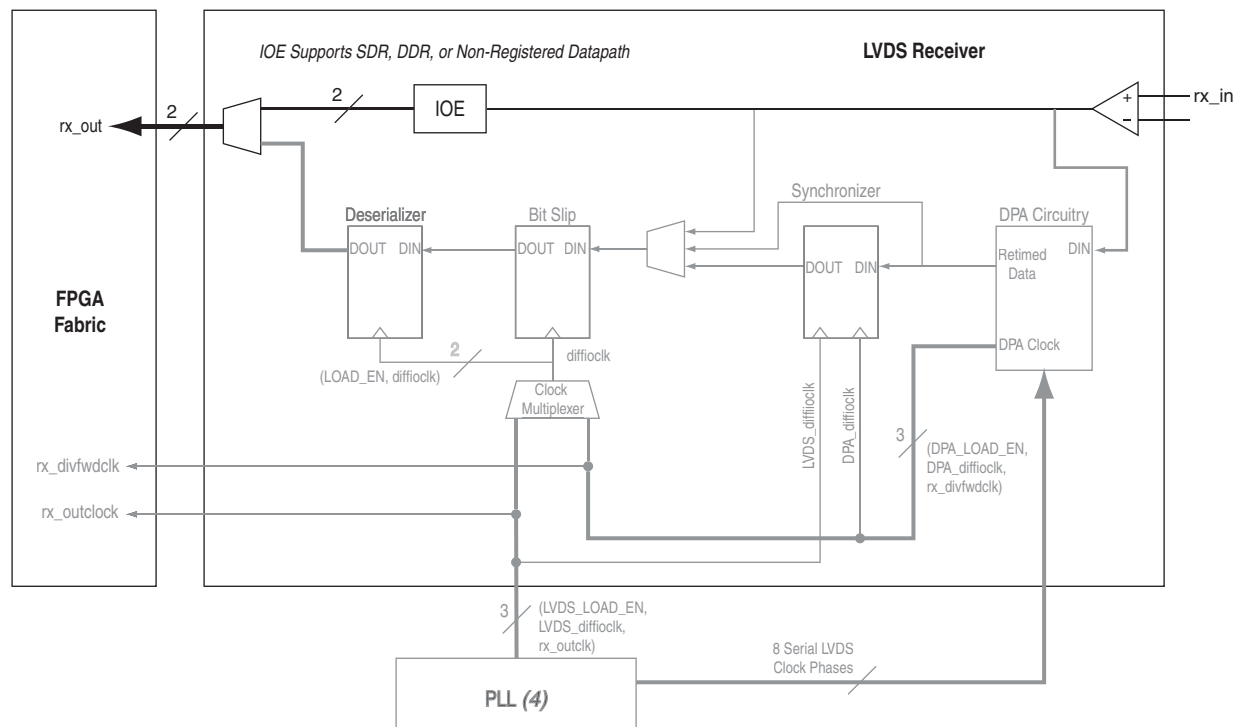 IOE Supports SDR, DDR, or Non-Registered Datapath
LVDS Receiver
2
IOE
+
−
rx_in
2
rx_out
Synchronizer
Deserializer
Bit Slip
DPA Circuitry
DOUT DIN
DOUT DIN
DOUT DIN
Retimed
Data
DIN
FPGA
Fabric
2
diffioclk
(LOAD_EN, diffioclk)
DPA Clock
Clock
Multiplexer
LVDS_diffiioclk
DPA_diffioclk
3
(DPA_LOAD_EN,
DPA_diffioclk,
rx_divfwdclk)
rx_divfwdclk
rx_outclock
3
(LVDS_LOAD_EN,
LVDS_diffioclk,
rx_outclk)
8 Serial LVDS
Clock Phases
PLL (4)